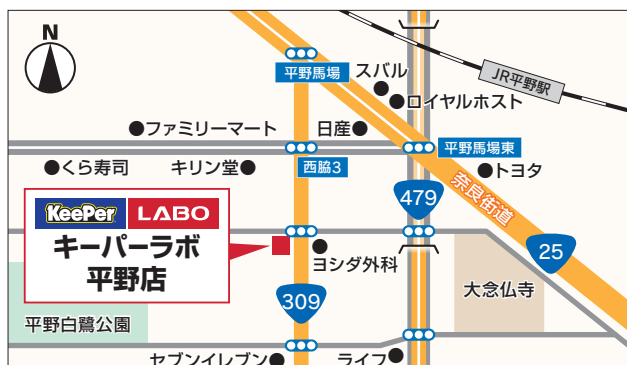 N
平野馬場
スバル
JR平野駅
ロイヤルホスト
ファミリーマート
日産
平野馬場東
くら寿司
キリン堂
西脇3
トヨタ
奈良街道
KeePer LABO
キーパーラボ
平野店
479
25
ヨシダ外科
大念仏寺
309
平野白鷺公園
セブンイレブン
ライフ